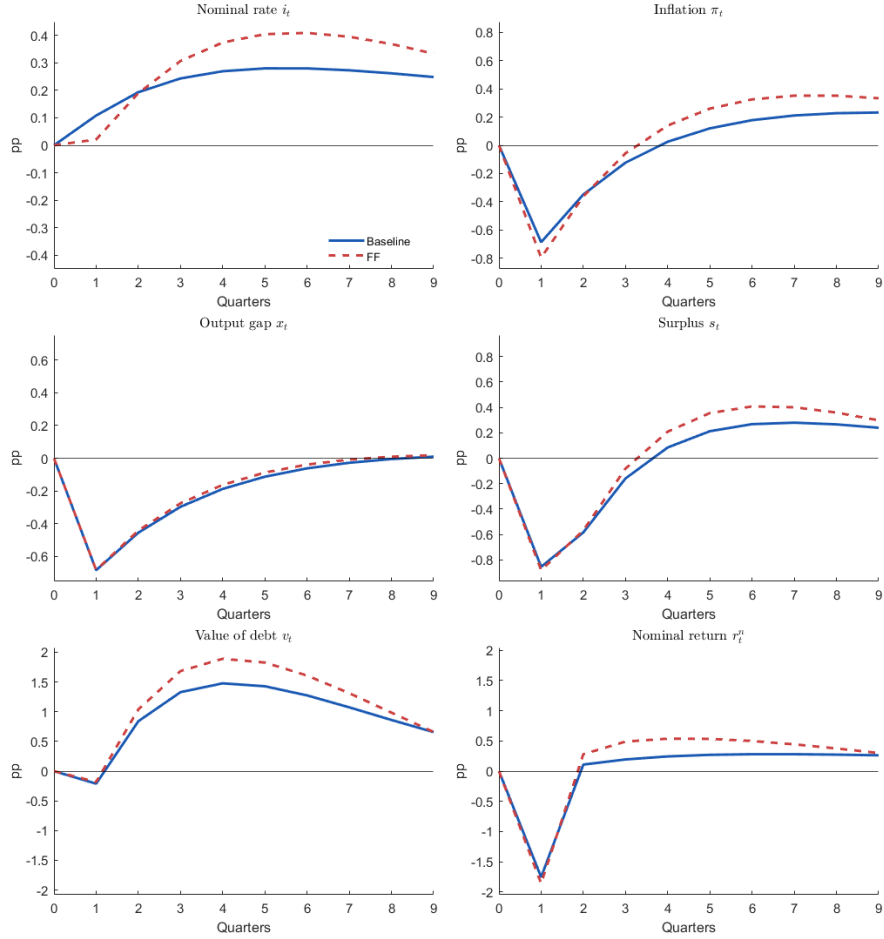 Nominal rate i_t
0.4
0.3
0.2
0.1
0
-0.1
-0.2
-0.3
-0.4
pp
Baseline
FF
0 1 2 3 4 5 6 7 8 9
Quarters
Inflation π_t
0.8
0.6
0.4
0.2
0
-0.2
-0.4
-0.6
-0.8
pp
0 1 2 3 4 5 6 7 8 9
Quarters
Output gap x_t
0.6
0.4
0.2
0
-0.2
-0.4
-0.6
pp
0 1 2 3 4 5 6 7 8 9
Quarters
Surplus s_t
0.8
0.6
0.4
0.2
0
-0.2
-0.4
-0.6
-0.8
pp
0 1 2 3 4 5 6 7 8 9
Quarters
Value of debt v_t
2
1.5
1
0.5
0
-0.5
-1
-1.5
-2
pp
0 1 2 3 4 5 6 7 8 9
Quarters
Nominal return r_t^n
2
1.5
1
0.5
0
-0.5
-1
-1.5
-2
pp
0 1 2 3 4 5 6 7 8 9
Quarters